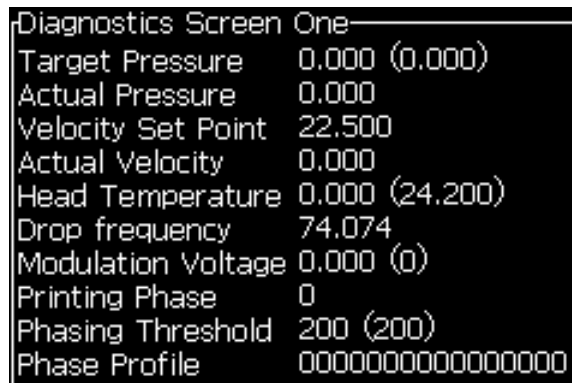 Diagnostics Screen One
Target Pressure 0.000 (0.000)
Actual Pressure 0.000
Velocity Set Point 22.500
Actual Velocity 0.000
Head Temperature 0.000 (24.200)
Drop frequency 74.074
Modulation Voltage 0.000 (0)
Printing Phase 0
Phasing Threshold 200 (200)
Phase Profile 0000000000000000